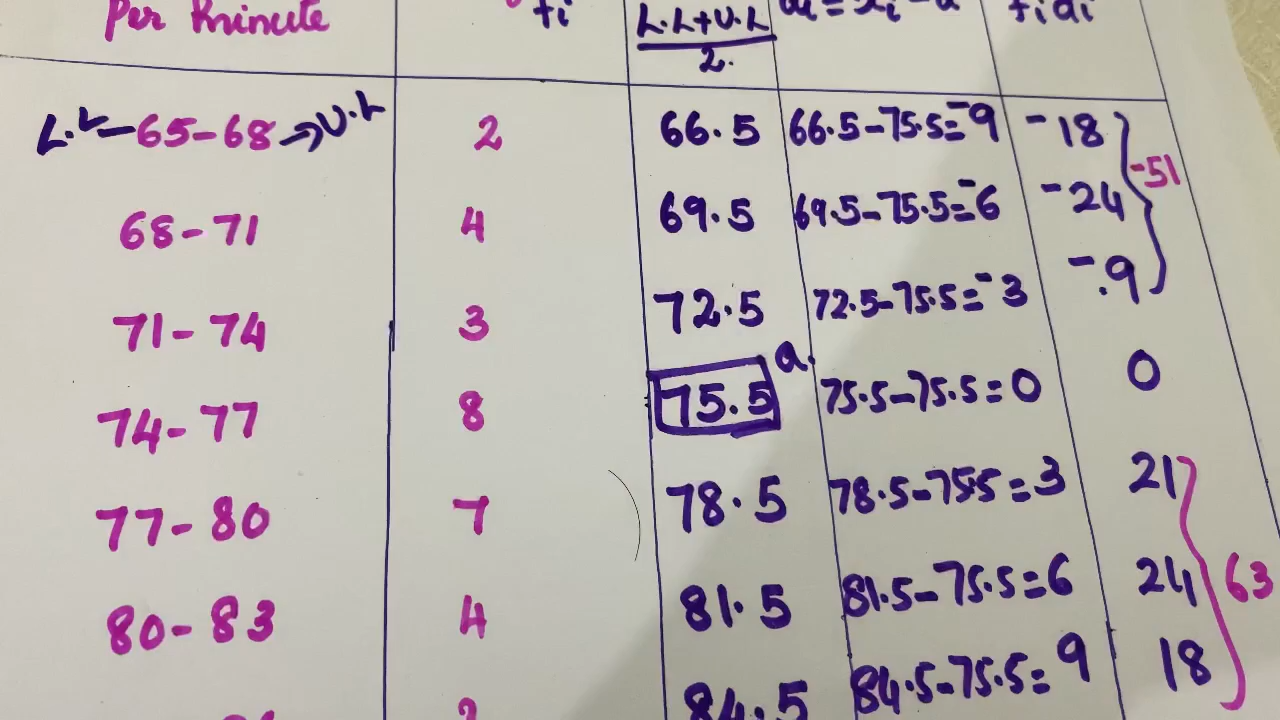 Per Minute fi L.L+U.L di = xi - a fidi
2.
L.L-65-68→U.L 2 66.5 66.5-75.5=-9 -18
68-71 4 69.5 69.5-75.5=-6 -24 -51
71-74 3 72.5 72.5-75.5=-3 -.9
74-77 8 75.5 a. 75.5-75.5=0 0
77-80 7 78.5 78.5-75.5=3 21
80-83 4 81.5 81.5-75.5=6 24 63
84.5 84.5-75.5=9 18